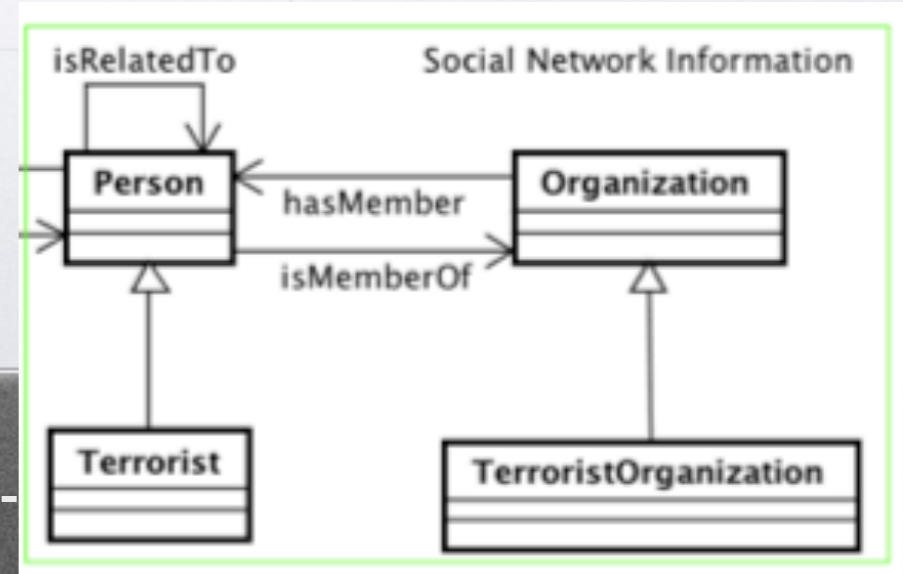 isRelatedTo
Social Network Information
Person
Organization
hasMember
isMemberOf
Terrorist
TerroristOrganization